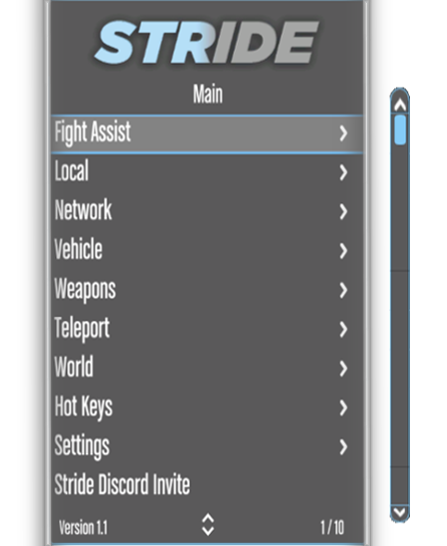 STRIDE
Main
Fight Assist
Local
Network
Vehicle
Weapons
Teleport
World
Hot Keys
Settings
Stride Discord Invite
Version 1.1 1 / 10